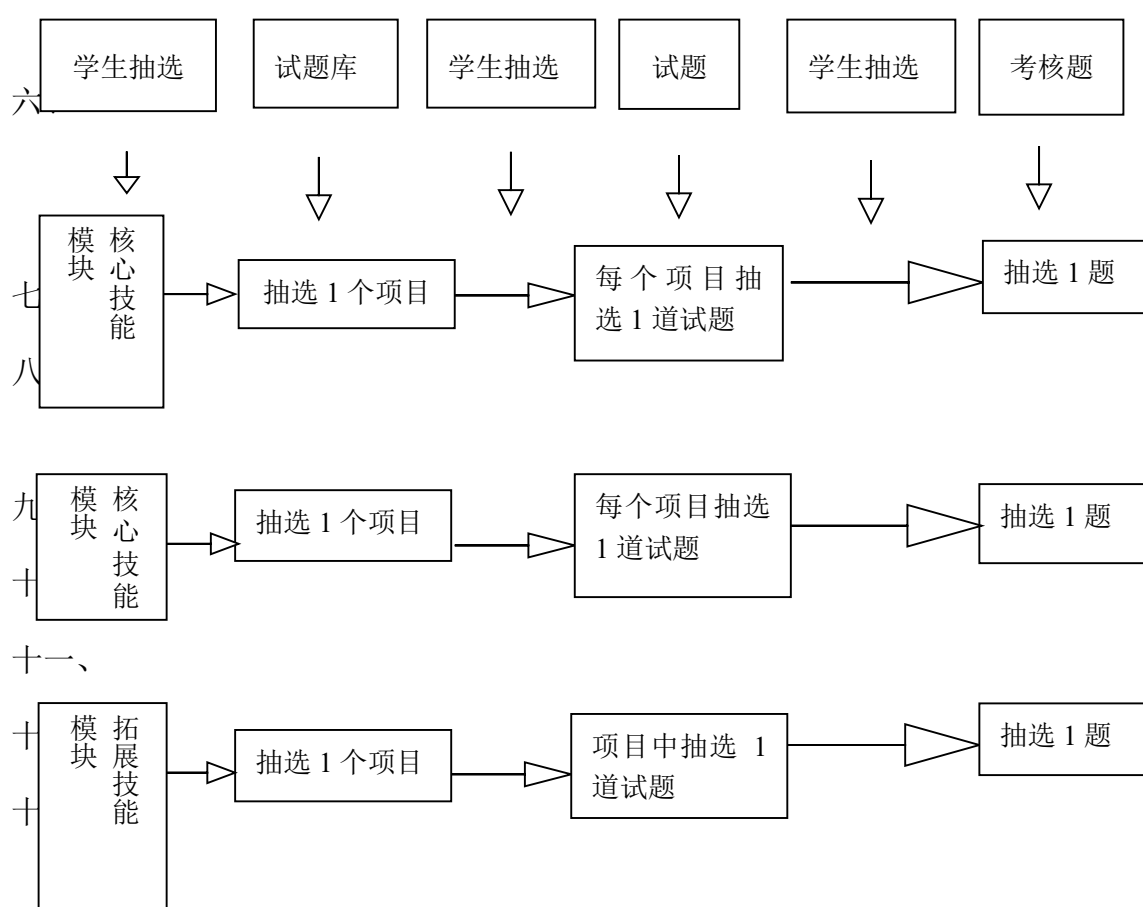 学生抽选
试题库
学生抽选
试题
学生抽选
考核题
六、
核心技能
模块
抽选 1 个项目
每个项目抽
选 1 道试题
抽选 1 题
七
八
核心技能
模块
抽选 1 个项目
每个项目抽选
1 道试题
抽选 1 题
九
十
十一、
拓展技能
模块
抽选 1 个项目
项目中抽选 1
道试题
抽选 1 题
十
十